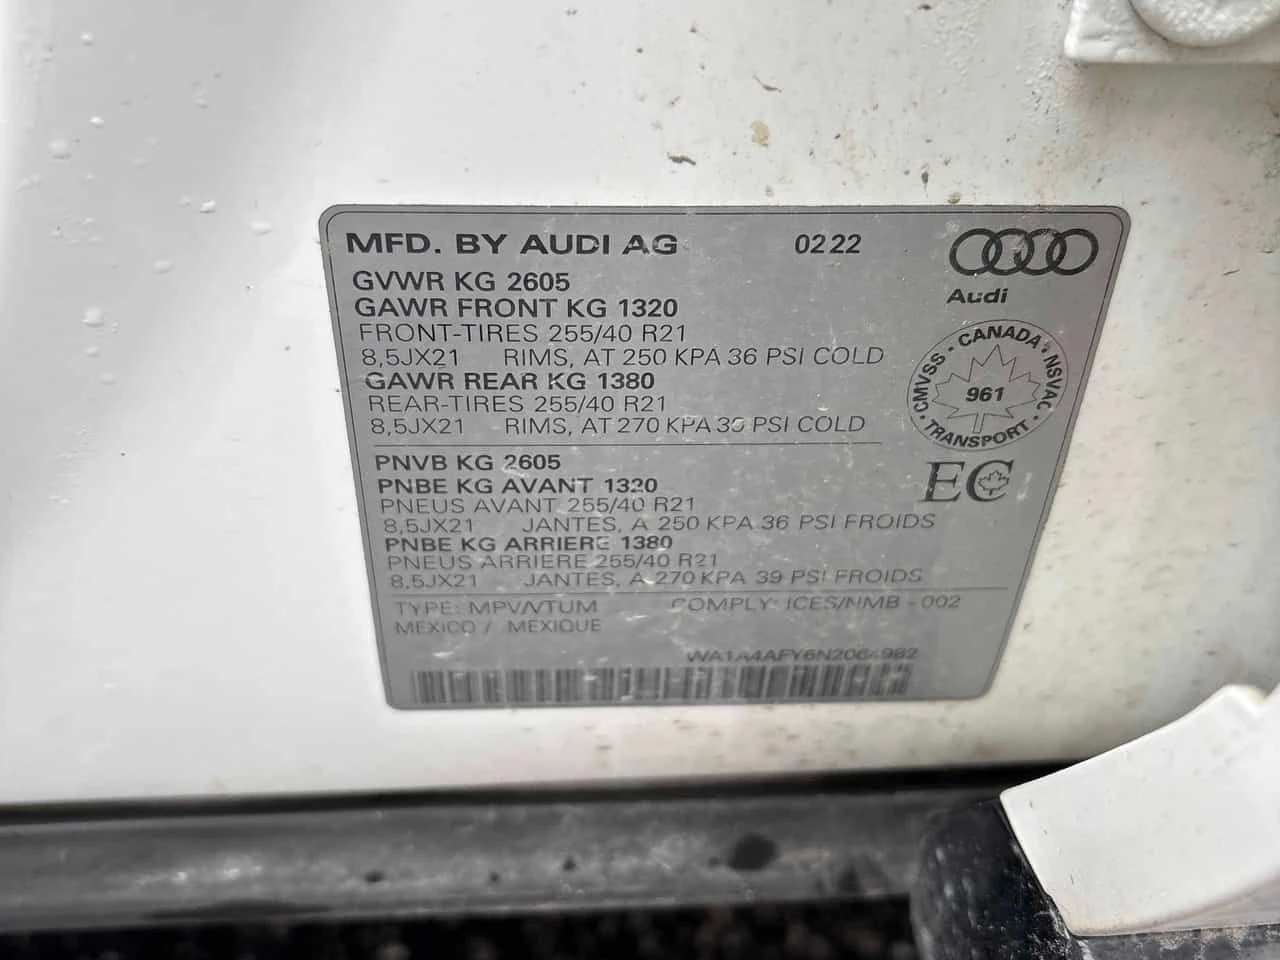 MFD. BY AUDI AG 0222
Audi
GVWR KG 2605
GAWR FRONT KG 1320
FRONT-TIRES 255/40 R21
8,5JX21 RIMS, AT 250 KPA 36 PSI COLD
GAWR REAR KG 1380
REAR-TIRES 255/40 R21
8,5JX21 RIMS, AT 270 KPA 39 PSI COLD
CMVSS · CANADA · NSVAC · TRANSPORT ·
961
EC
PNVB KG 2605
PNBE KG AVANT 1320
PNEUS AVANT 255/40 R21
8,5JX21 JANTES, A 250 KPA 36 PSI FROIDS
PNBE KG ARRIERE 1380
PNEUS ARRIERE 255/40 R21
8,5JX21 JANTES, A 270 KPA 39 PSI FROIDS
TYPE: MPV/VTUM COMPLY: ICES/NMB - 002
MEXICO / MEXIQUE